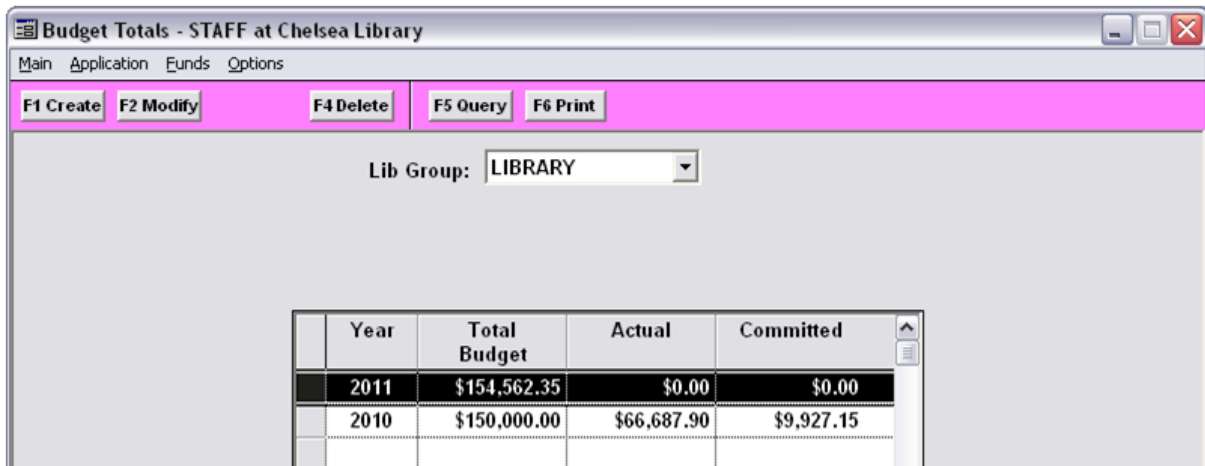 Budget Totals - STAFF at Chelsea Library
Main Application Funds Options
F1 Create F2 Modify F4 Delete F5 Query F6 Print
Lib Group: LIBRARY
Year Total Actual Committed
Budget
2011 $154,562.35 $0.00 $0.00
2010 $150,000.00 $66,687.90 $9,927.15